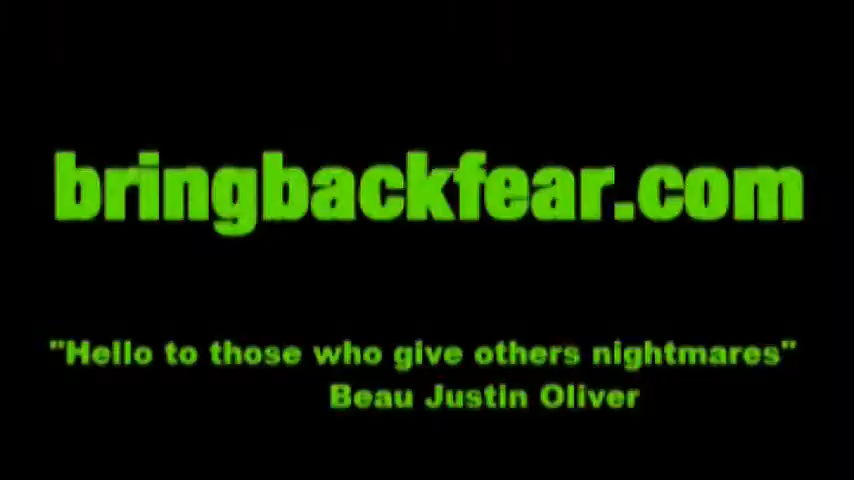 bringbackfear.com
"Hello to those who give others nightmares"
Beau Justin Oliver